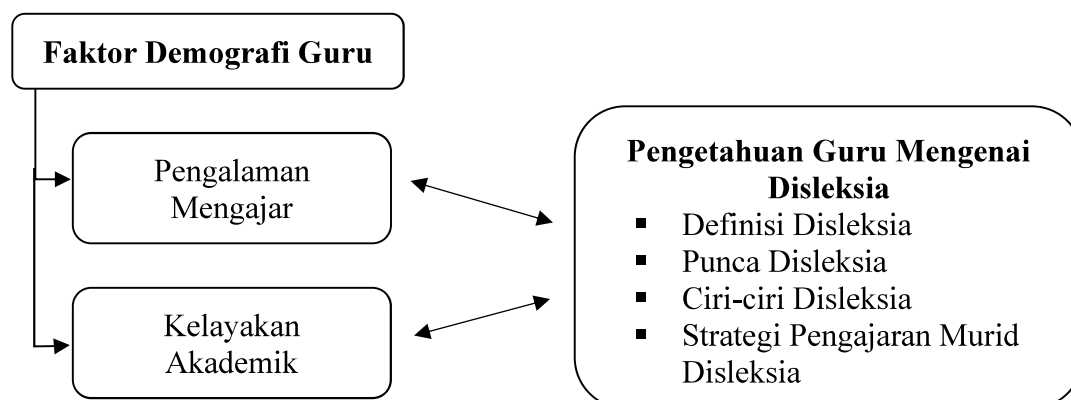 Faktor Demografi Guru
Pengalaman
Mengajar
Kelayakan
Akademik
Pengetahuan Guru Mengenai
Disleksia
▪ Definisi Disleksia
▪ Punca Disleksia
▪ Ciri-ciri Disleksia
▪ Strategi Pengajaran Murid
Disleksia